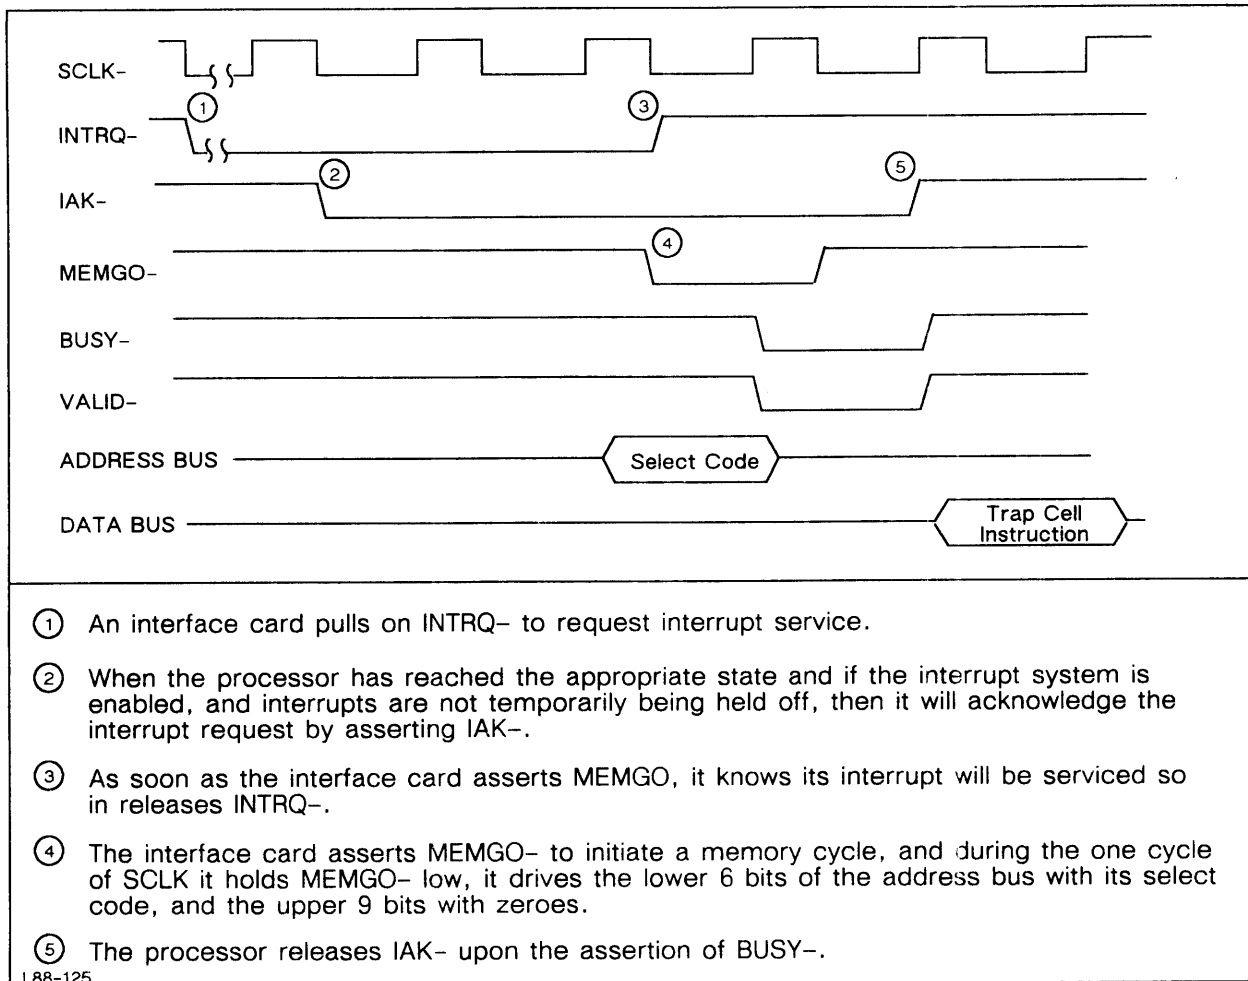 SCLK-
①
③
INTRQ-
②
⑤
IAK-
④
MEMGO-
BUSY-
VALID-
ADDRESS BUS
Select Code
DATA BUS
Trap Cell
Instruction
① An interface card pulls on INTRQ- to request interrupt service.
② When the processor has reached the appropriate state and if the interrupt system is
enabled, and interrupts are not temporarily being held off, then it will acknowledge the
interrupt request by asserting IAK-.
③ As soon as the interface card asserts MEMGO, it knows its interrupt will be serviced so
in releases INTRQ-.
④ The interface card asserts MEMGO- to initiate a memory cycle, and during the one cycle
of SCLK it holds MEMGO- low, it drives the lower 6 bits of the address bus with its select
code, and the upper 9 bits with zeroes.
⑤ The processor releases IAK- upon the assertion of BUSY-.
L88-125